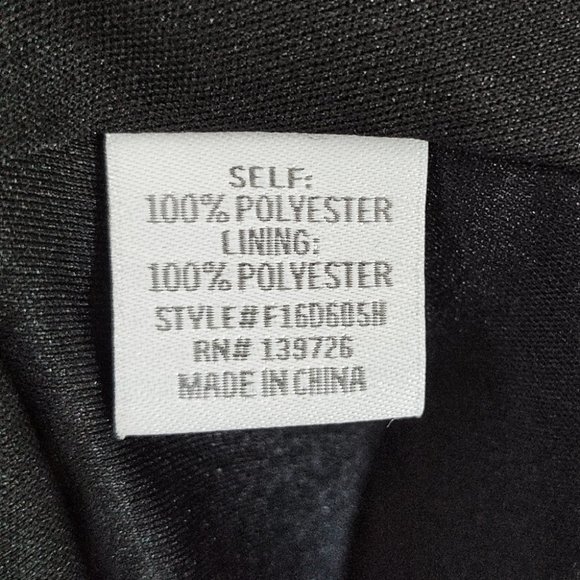 SELF:
100% POLYESTER
LINING:
100% POLYESTER
STYLE# F16D605H
RN# 139726
MADE IN CHINA